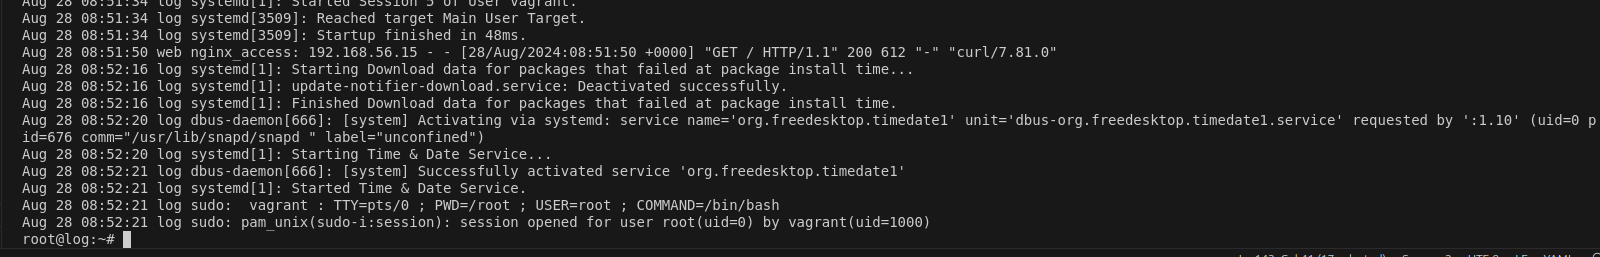 Aug 28 08:51:34 log systemd[1]: Started Session 5 of User vagrant.
Aug 28 08:51:34 log systemd[3509]: Reached target Main User Target.
Aug 28 08:51:34 log systemd[3509]: Startup finished in 48ms.
Aug 28 08:51:50 web nginx_access: 192.168.56.15 - - [28/Aug/2024:08:51:50 +0000] "GET / HTTP/1.1" 200 612 "-" "curl/7.81.0"
Aug 28 08:52:16 log systemd[1]: Starting Download data for packages that failed at package install time...
Aug 28 08:52:16 log systemd[1]: update-notifier-download.service: Deactivated successfully.
Aug 28 08:52:16 log systemd[1]: Finished Download data for packages that failed at package install time.
Aug 28 08:52:20 log dbus-daemon[666]: [system] Activating via systemd: service name='org.freedesktop.timedate1' unit='dbus-org.freedesktop.timedate1.service' requested by ':1.10' (uid=0 p
id=676 comm="/usr/lib/snapd/snapd " label="unconfined")
Aug 28 08:52:20 log systemd[1]: Starting Time & Date Service...
Aug 28 08:52:21 log dbus-daemon[666]: [system] Successfully activated service 'org.freedesktop.timedate1'
Aug 28 08:52:21 log systemd[1]: Started Time & Date Service.
Aug 28 08:52:21 log sudo:  vagrant : TTY=pts/0 ; PWD=/root ; USER=root ; COMMAND=/bin/bash
Aug 28 08:52:21 log sudo: pam_unix(sudo-i:session): session opened for user root(uid=0) by vagrant(uid=1000)
root@log:~#